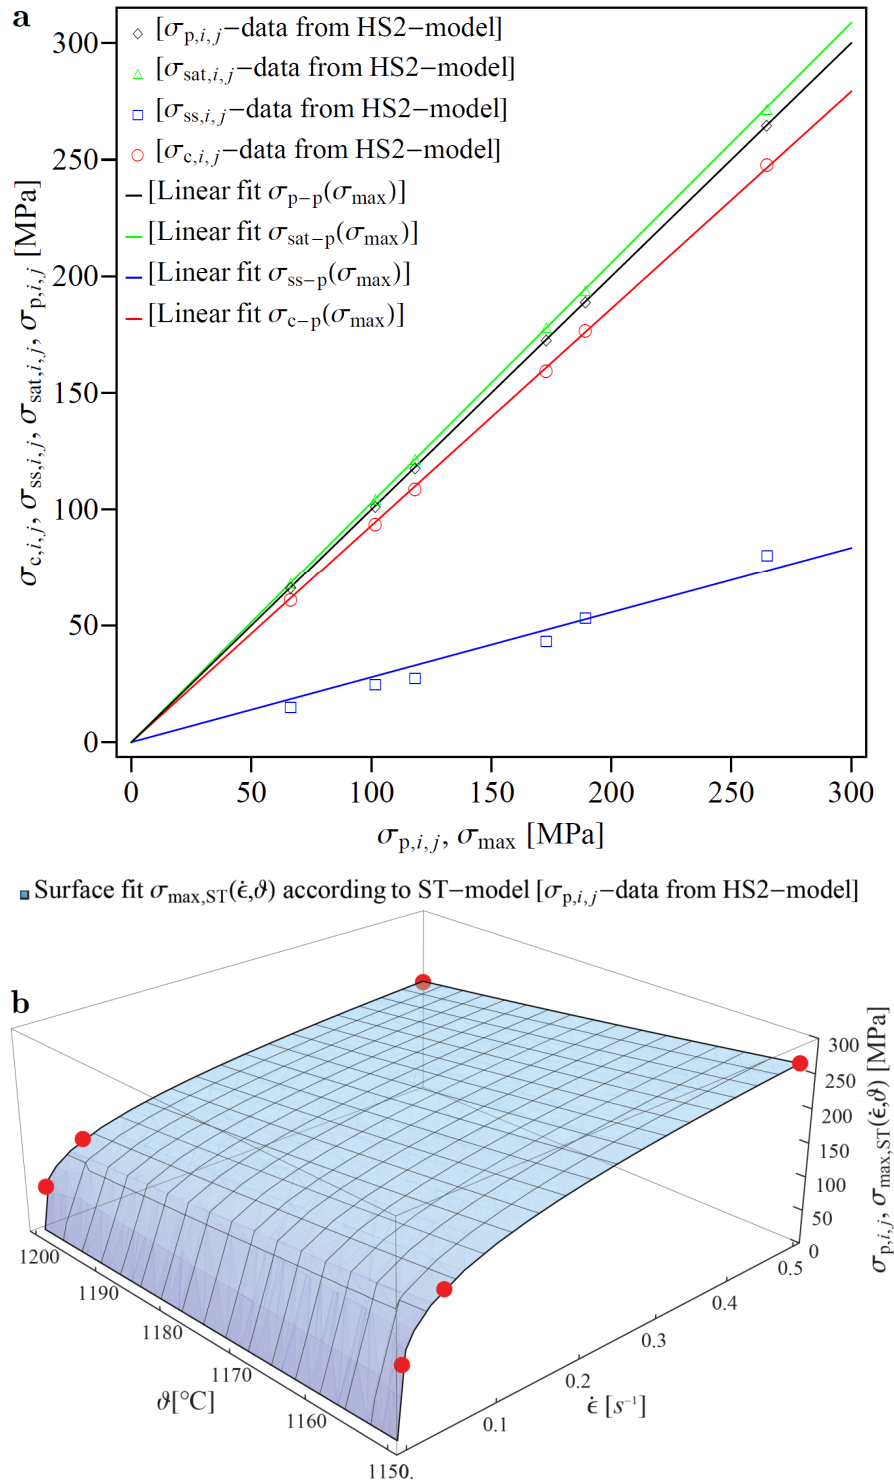 a
[σp,i,j−data from HS2−model]
[σsat,i,j−data from HS2−model]
[σss,i,j−data from HS2−model]
[σc,i,j−data from HS2−model]
[Linear fit σp−p(σmax)]
[Linear fit σsat−p(σmax)]
[Linear fit σss−p(σmax)]
[Linear fit σc−p(σmax)]
σc,i,j, σss,i,j, σsat,i,j, σp,i,j [MPa]
300
250
200
150
100
50
0
0 50 100 150 200 250 300
σp,i,j, σmax [MPa]
Surface fit σmax,ST(ϵ̇,ϑ) according to ST−model [σp,i,j−data from HS2−model]
b
300
250
200
150
100
50
0
σp,i,j, σmax,ST(ϵ̇,ϑ) [MPa]
1200
1190
1180
1170
1160
1150.
ϑ[°C]
0.5
0.4
0.3
0.2
0.1
ϵ̇ [s⁻¹]